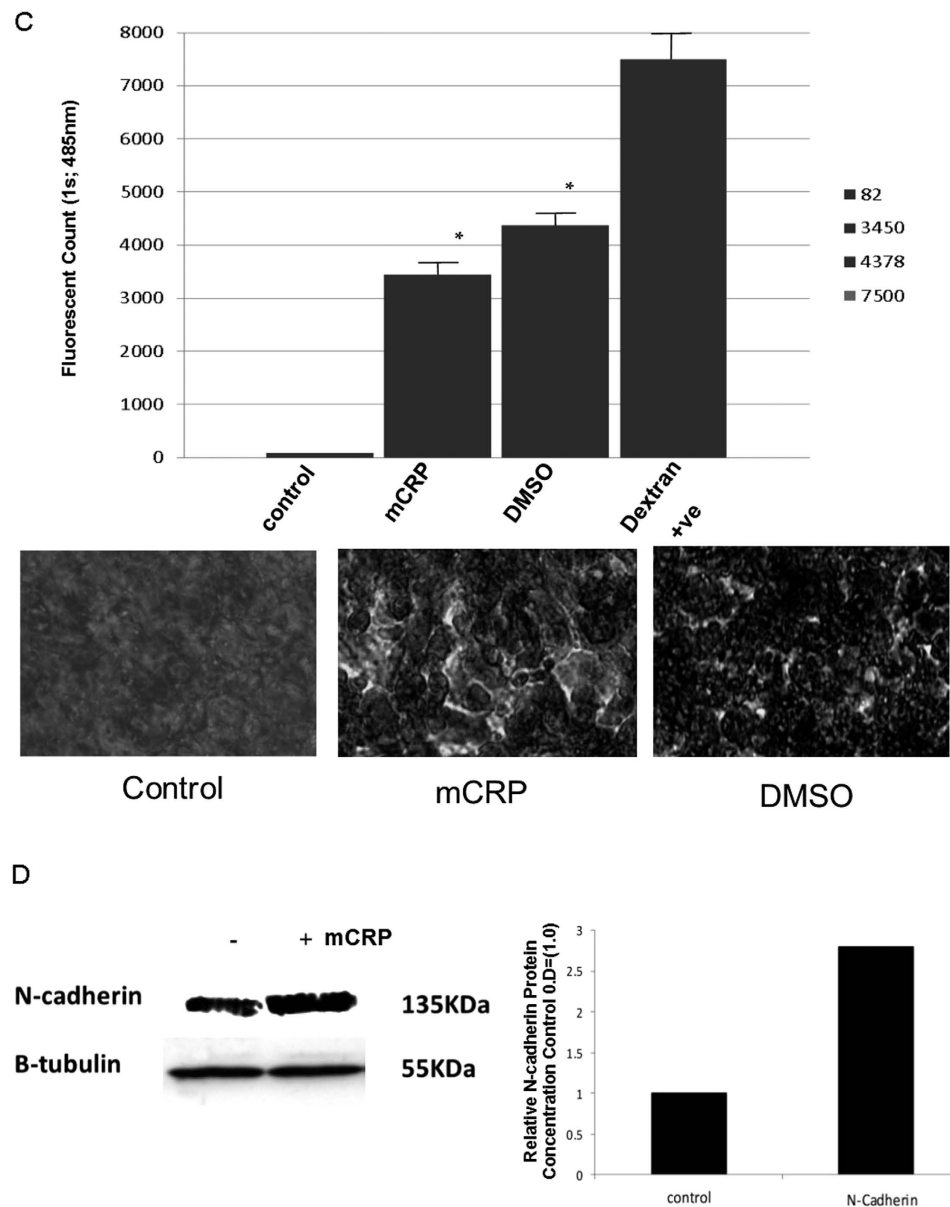 C
8000
7000
6000
5000
4000
3000
2000
1000
0
Fluorescent Count (1s; 485nm)
*
*
82
3450
4378
7500
control
mCRP
DMSO
Dextran
+ve
Control
mCRP
DMSO
D
- + mCRP
N-cadherin
135KDa
B-tubulin
55KDa
Relative N-cadherin Protein
Concentration Control 0.D=(1.0)
3
2.5
2
1.5
1
0.5
0
control
N-Cadherin